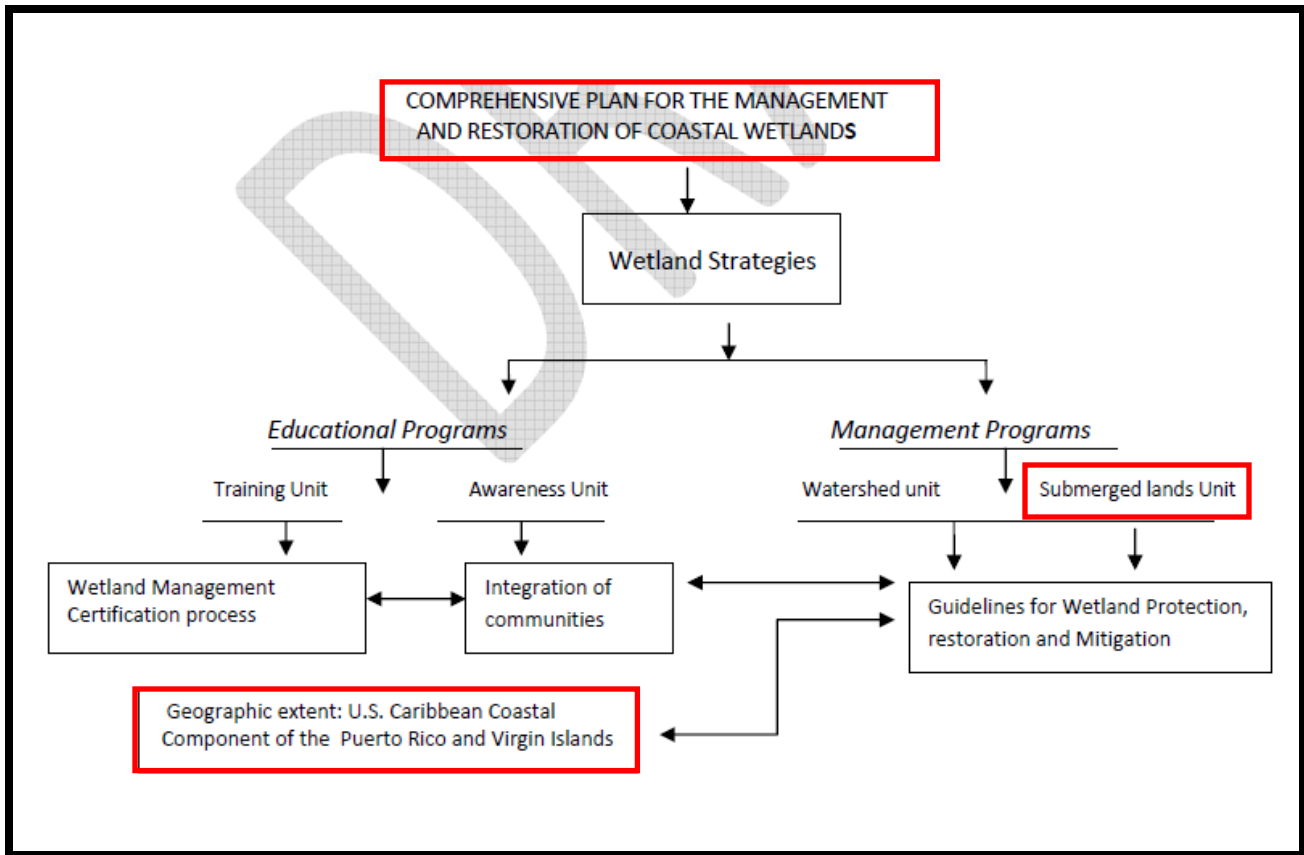 COMPREHENSIVE PLAN FOR THE MANAGEMENT
AND RESTORATION OF COASTAL WETLANDS
Wetland Strategies
Educational Programs
Management Programs
Training Unit
Awareness Unit
Watershed unit
Submerged lands Unit
Wetland Management
Certification process
Integration of
communities
Guidelines for Wetland Protection,
restoration and Mitigation
Geographic extent: U.S. Caribbean Coastal
Component of the Puerto Rico and Virgin Islands